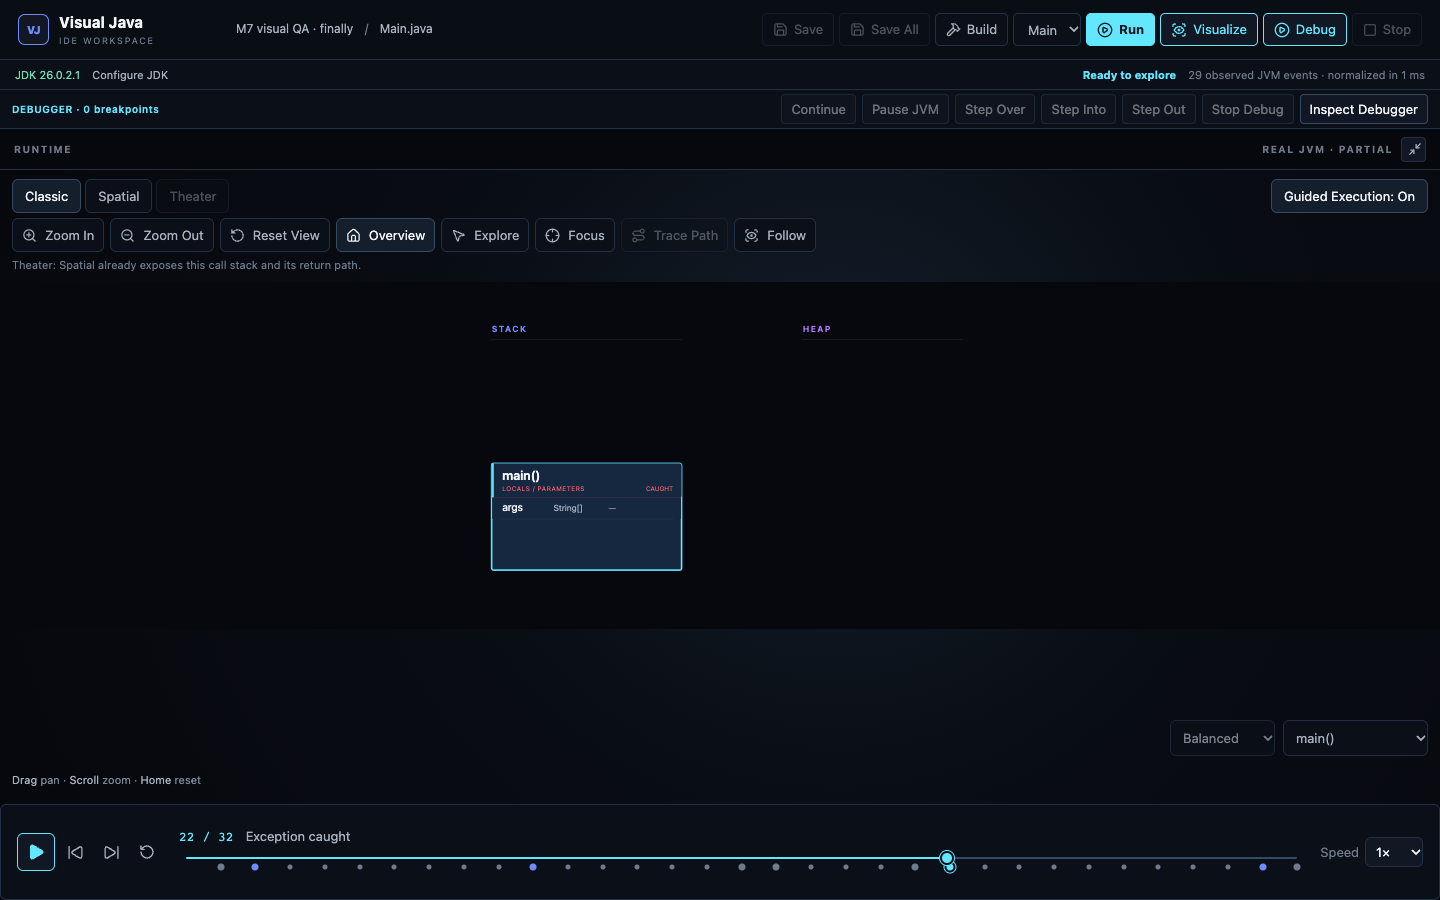 VJ
Visual Java
IDE WORKSPACE
M7 visual QA · finally / Main.java
Save
Save All
Build
Main
Run
Visualize
Debug
Stop
JDK 26.0.2.1 Configure JDK
Ready to explore 29 observed JVM events · normalized in 1 ms
DEBUGGER · 0 breakpoints
Continue
Pause JVM
Step Over
Step Into
Step Out
Stop Debug
Inspect Debugger
RUNTIME
REAL JVM · PARTIAL
Classic
Spatial
Theater
Guided Execution: On
Zoom In
Zoom Out
Reset View
Overview
Explore
Focus
Trace Path
Follow
Theater: Spatial already exposes this call stack and its return path.
STACK
HEAP
main()
LOCALS / PARAMETERS CAUGHT
args String[] —
Balanced
main()
Drag pan · Scroll zoom · Home reset
22 / 32 Exception caught
Speed
1×